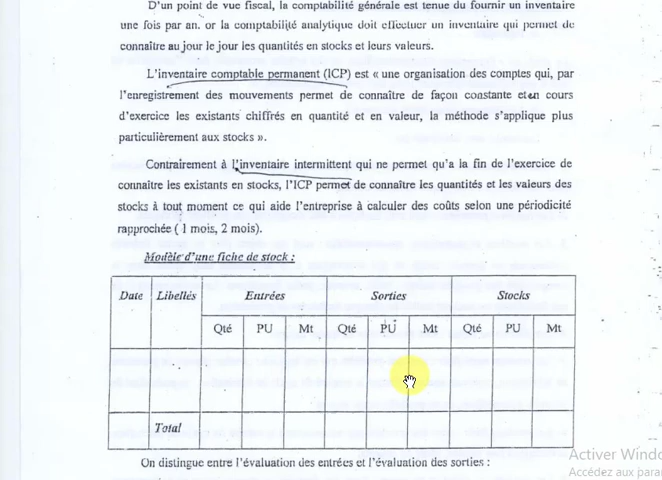 D'un point de vue fiscal, la comptabilité générale est tenue du fournir un inventaire
une fois par an. or la comptabilité analytique doit effectuer un inventaire qui permet de
connaître au jour le jour les quantités en stocks et leurs valeurs.
L'inventaire comptable permanent (ICP) est « une organisation des comptes qui, par
l'enregistrement des mouvements permet de connaître de façon constante et en cours
d'exercice les existants chiffrés en quantité et en valeur, la méthode s'applique plus
particulièrement aux stocks ».
Contrairement à l'inventaire intermittent qui ne permet qu'a la fin de l'exercice de
connaître les existants en stocks, l'ICP permet de connaître les quantités et les valeurs des
stocks à tout moment ce qui aide l'entreprise à calculer des coûts selon une périodicité
rapprochée ( 1 mois, 2 mois).
Modèle d'une fiche de stock :
Date Libellés Entrées Sorties Stocks
Qté PU Mt Qté PU Mt Qté PU Mt
Total
On distingue entre l'évaluation des entrées et l'évaluation des sorties :
Activer Windo
Accédez aux para